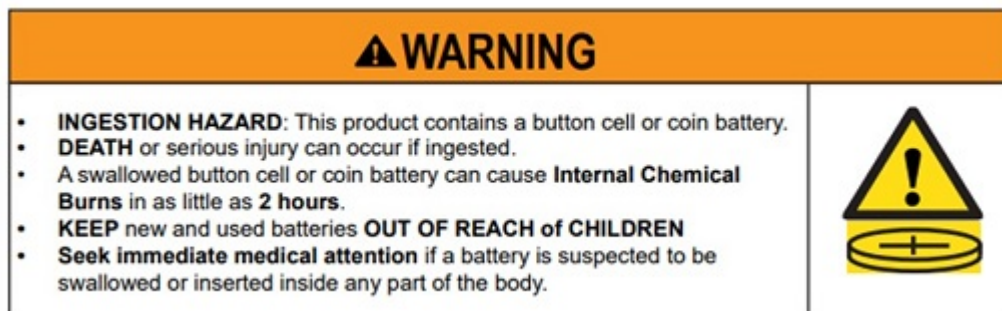 WARNING
• INGESTION HAZARD: This product contains a button cell or coin battery.
• DEATH or serious injury can occur if ingested.
• A swallowed button cell or coin battery can cause Internal Chemical
Burns in as little as 2 hours.
• KEEP new and used batteries OUT OF REACH of CHILDREN
• Seek immediate medical attention if a battery is suspected to be
swallowed or inserted inside any part of the body.